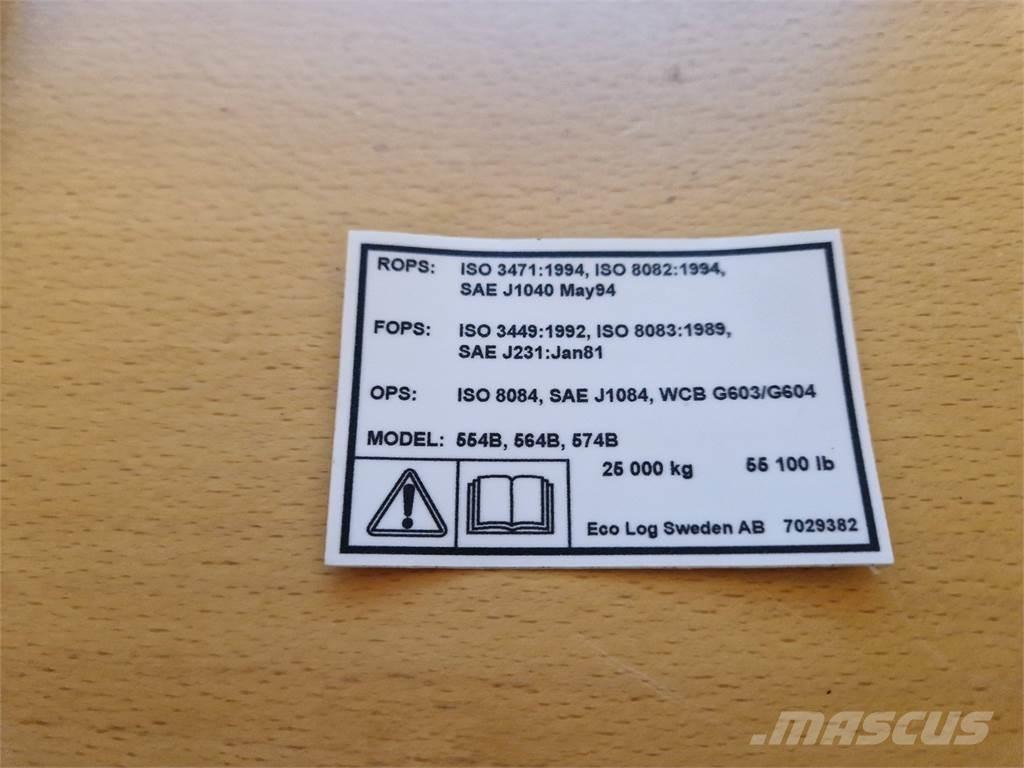 ROPS: ISO 3471:1994, ISO 8082:1994,
SAE J1040 May94
FOPS: ISO 3449:1992, ISO 8083:1989,
SAE J231:Jan81
OPS: ISO 8084, SAE J1084, WCB G603/G604
MODEL: 554B, 564B, 574B
25 000 kg 55 100 lb
Eco Log Sweden AB 7029382
MASCUS